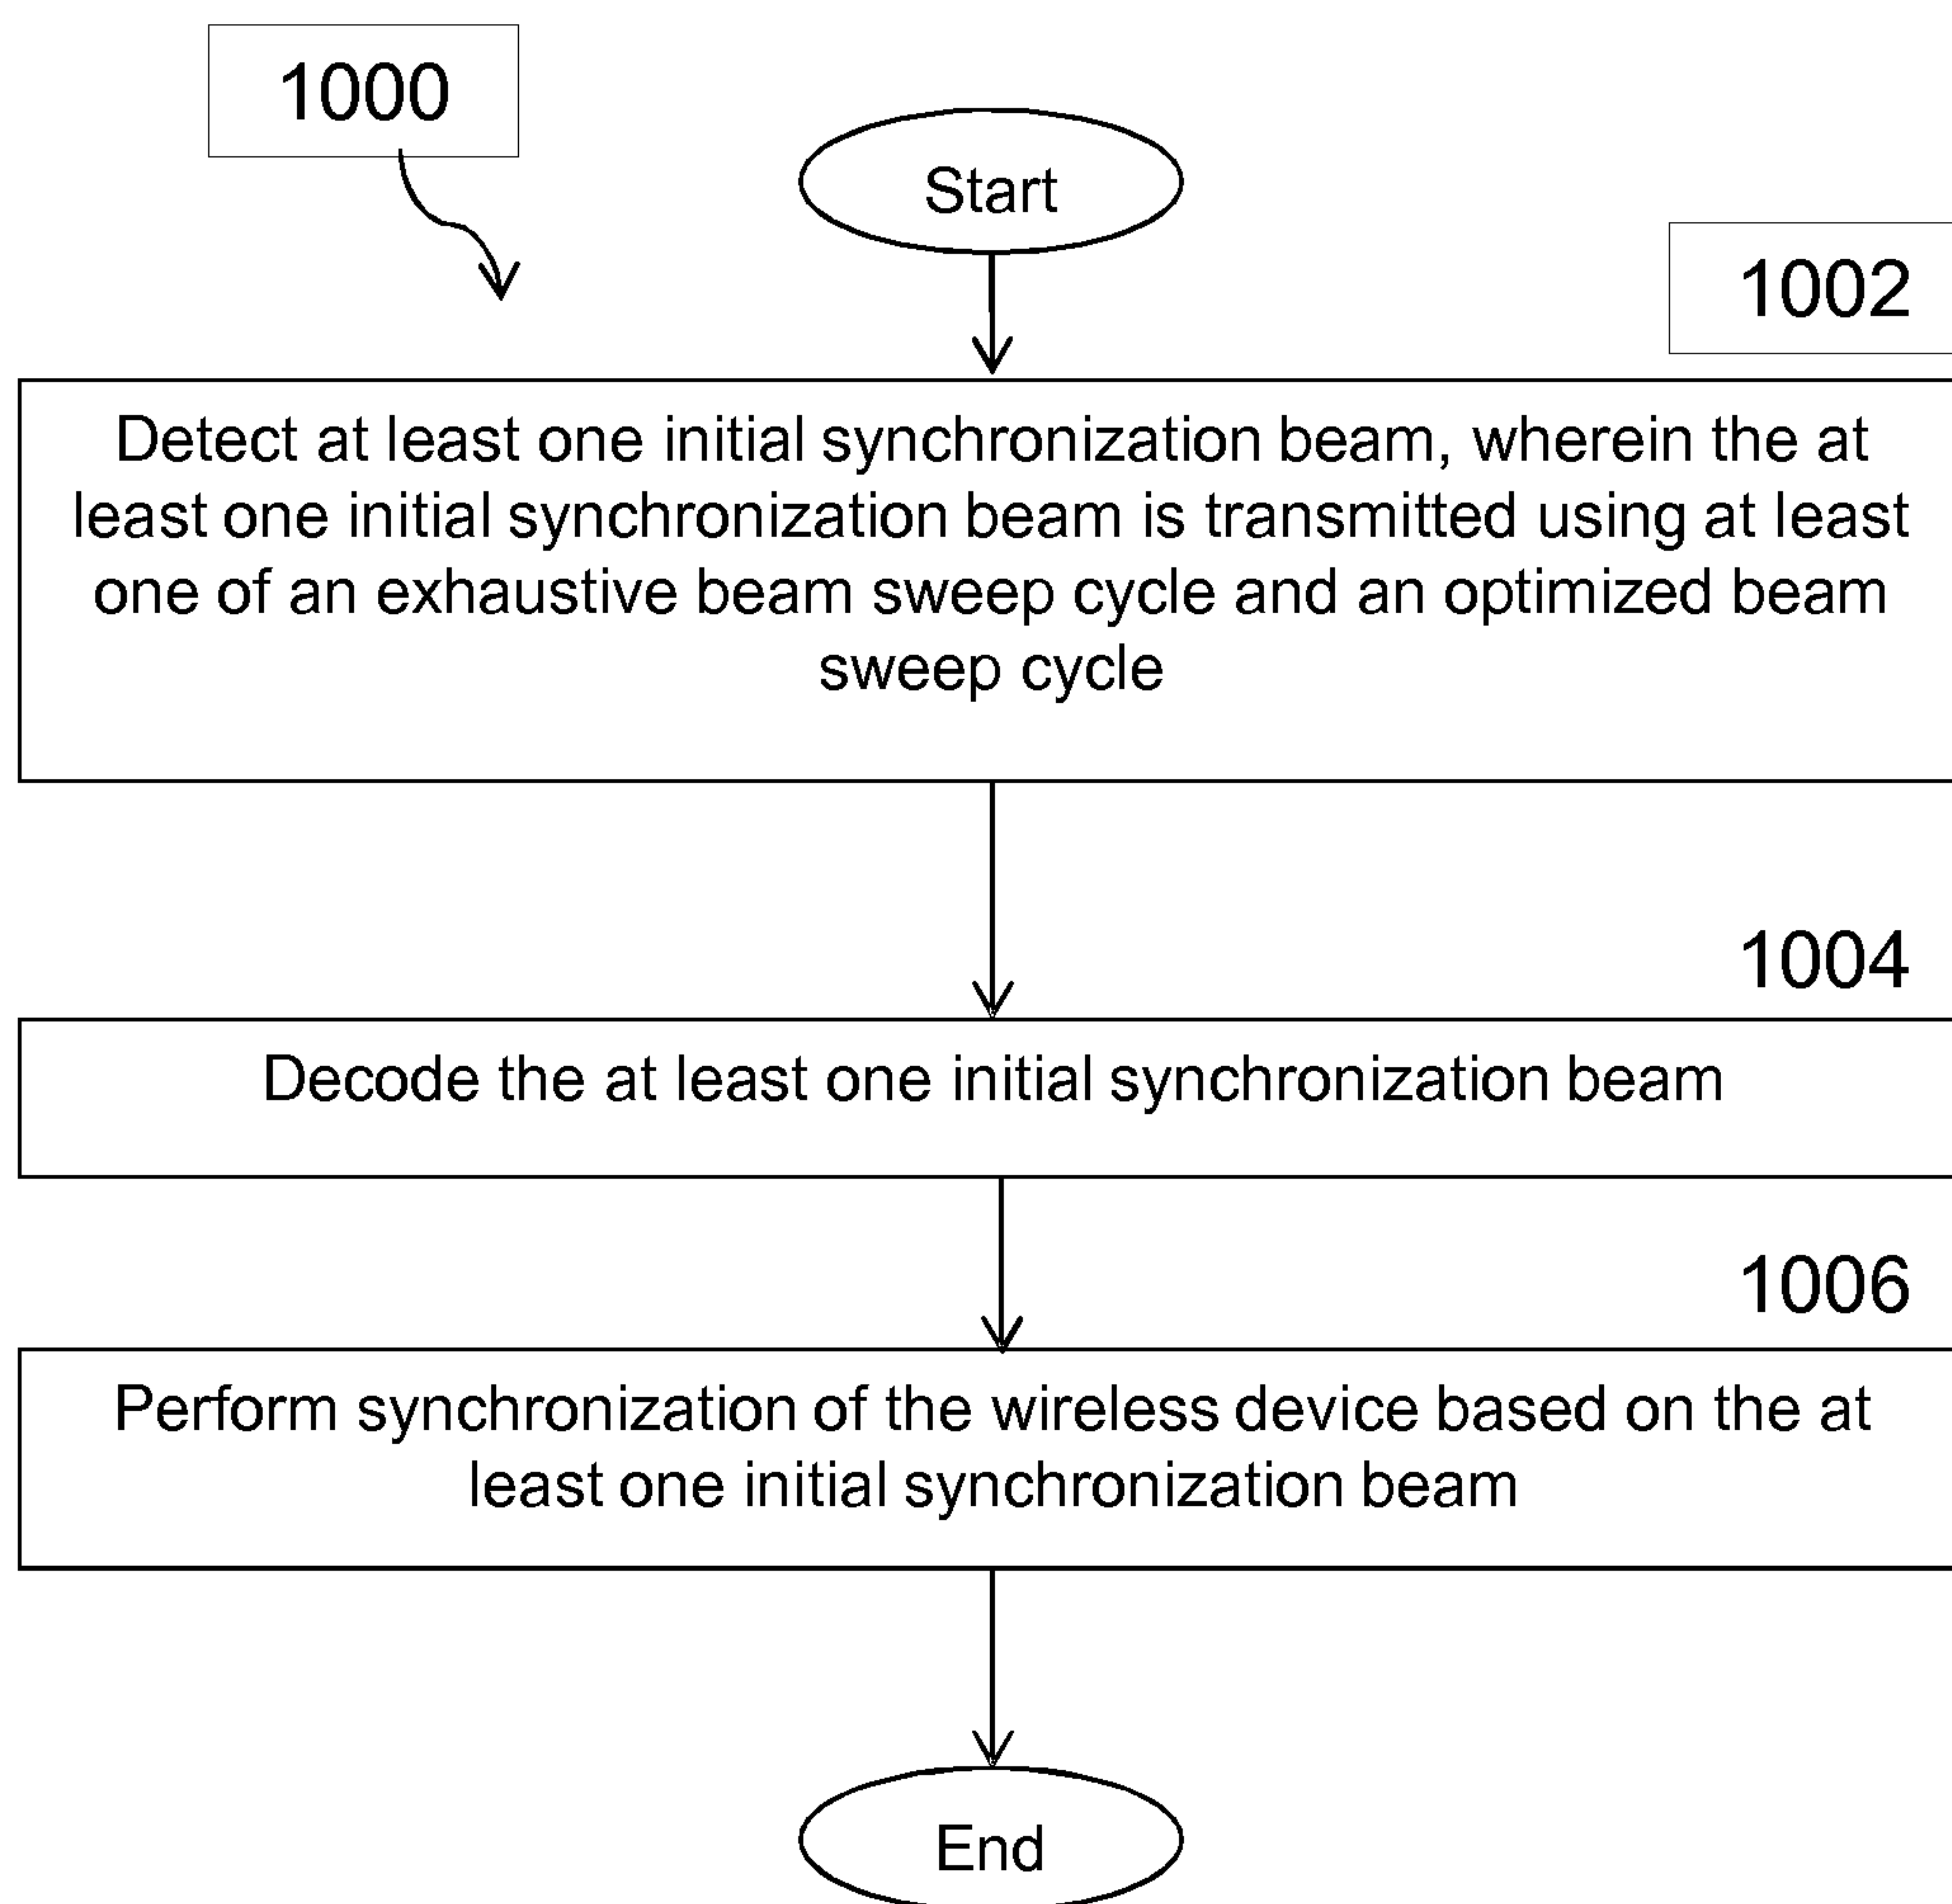 1000
Start
1002
Detect at least one initial synchronization beam, wherein the at
least one initial synchronization beam is transmitted using at least
one of an exhaustive beam sweep cycle and an optimized beam
sweep cycle
1004
Decode the at least one initial synchronization beam
1006
Perform synchronization of the wireless device based on the at
least one initial synchronization beam
End